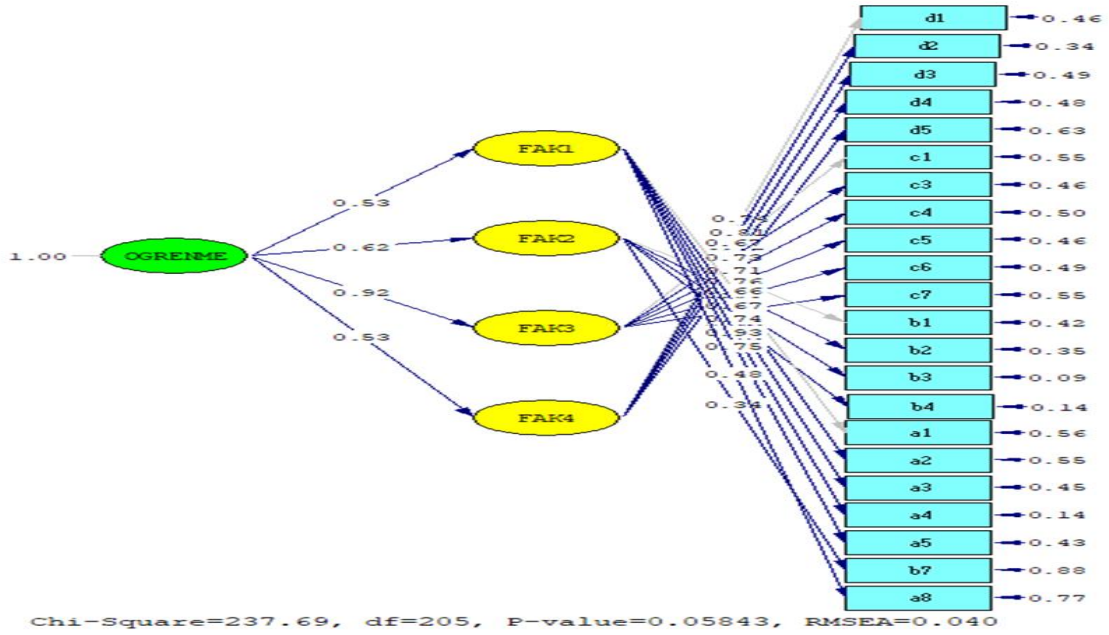 d1 0.46
d2 0.34
d3 0.49
d4 0.48
d5 0.63
c1 0.55
c3 0.46
c4 0.50
c5 0.46
c6 0.49
c7 0.55
b1 0.42
b2 0.35
b3 0.09
b4 0.14
a1 0.56
a2 0.55
a3 0.45
a4 0.14
a5 0.43
b7 0.88
a8 0.77
FAK1
FAK2
FAK3
FAK4
1.00 OGRENME
0.53
0.62
0.92
0.53
0.73
0.71
0.67
0.74
0.93
0.75
0.48
0.34
Chi-Square=237.69, df=205, P-value=0.05843, RMSEA=0.040